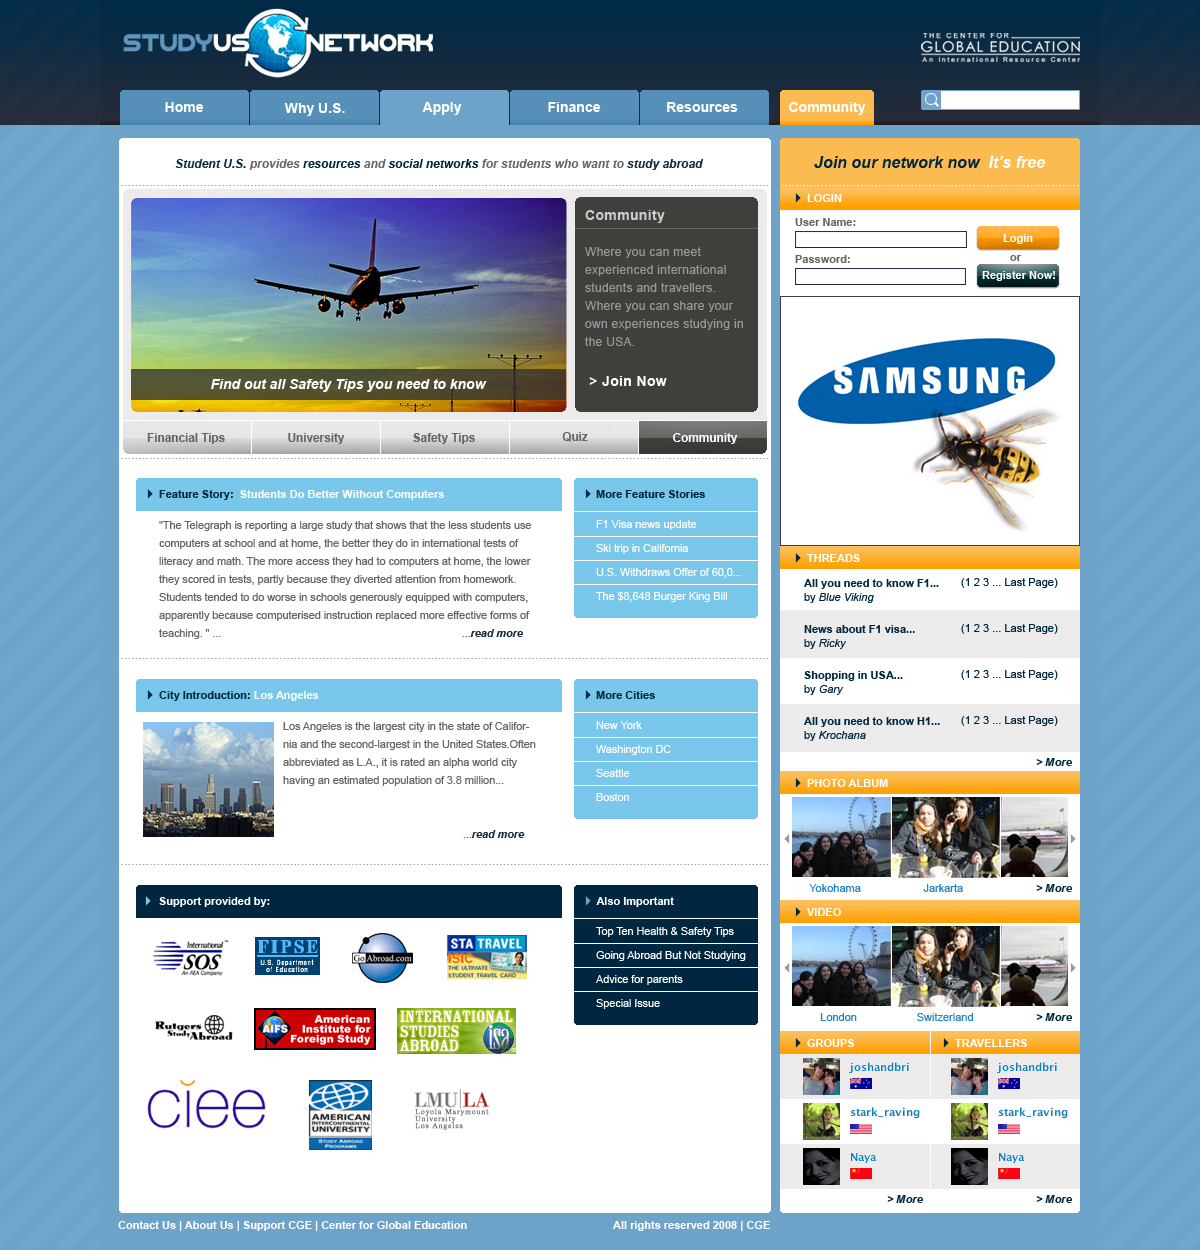 STUDYUS NETWORK
THE CENTER FOR
GLOBAL EDUCATION
An International Resource Center
Home
Why U.S.
Apply
Finance
Resources
Community
Student U.S. provides resources and social networks for students who want to study abroad
Join our network now It's free
LOGIN
User Name:
Password:
Login
or
Register Now!
Community
Where you can meet
experienced international
students and travellers.
Where you can share your
own experiences studying in
the USA.
> Join Now
Find out all Safety Tips you need to know
Financial Tips
University
Safety Tips
Quiz
Community
SAMSUNG
Feature Story: Students Do Better Without Computers
"The Telegraph is reporting a large study that shows that the less students use
computers at school and at home, the better they do in international tests of
literacy and math. The more access they had to computers at home, the lower
they scored in tests, partly because they diverted attention from homework.
Students tended to do worse in schools generously equipped with computers,
apparently because computerised instruction replaced more effective forms of
teaching. " ...
...read more
More Feature Stories
F1 Visa news update
Ski trip in California
U.S. Withdraws Offer of 60,0...
The $8,648 Burger King Bill
THREADS
All you need to know F1... (1 2 3 ... Last Page)
by Blue Viking
News about F1 visa... (1 2 3 ... Last Page)
by Ricky
Shopping in USA... (1 2 3 ... Last Page)
by Gary
All you need to know H1... (1 2 3 ... Last Page)
by Krochana
> More
City Introduction: Los Angeles
Los Angeles is the largest city in the state of Califor-
nia and the second-largest in the United States.Often
abbreviated as L.A., it is rated an alpha world city
having an estimated population of 3.8 million...
...read more
More Cities
New York
Washington DC
Seattle
Boston
PHOTO ALBUM
Yokohama
Jarkarta
> More
VIDEO
London
Switzerland
> More
Support provided by:
International
SOS
An AEA Company
FIPSE
U.S. Department
of Education
GoAbroad.com
STA TRAVEL
ISIC
THE ULTIMATE
STUDENT TRAVEL CARD
Rutgers
Study Abroad
AIFS
American
Institute for
Foreign Study
INTERNATIONAL
STUDIES
ABROAD
isa
ciee
AMERICAN
INTERCONTINENTAL
UNIVERSITY
STUDY ABROAD
PROGRAMS
LMU LA
Loyola Marymount
University
Los Angeles
Also Important
Top Ten Health & Safety Tips
Going Abroad But Not Studying
Advice for parents
Special Issue
GROUPS
joshandbri
stark_raving
Naya
> More
TRAVELLERS
joshandbri
stark_raving
Naya
> More
Contact Us | About Us | Support CGE | Center for Global Education
All rights reserved 2008 | CGE